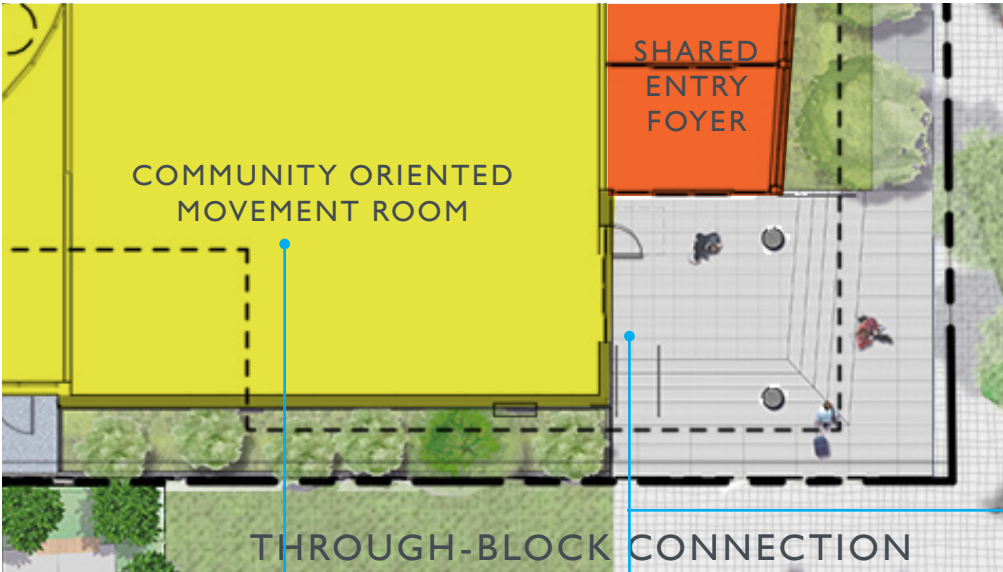 SHARED
ENTRY
FOYER
COMMUNITY ORIENTED
MOVEMENT ROOM
THROUGH-BLOCK CONNECTION